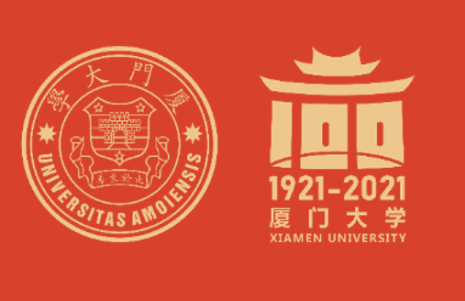 厦門大學
UNIVERSITAS AMOIENSIS
100
1921-2021
厦门大学
XIAMEN UNIVERSITY